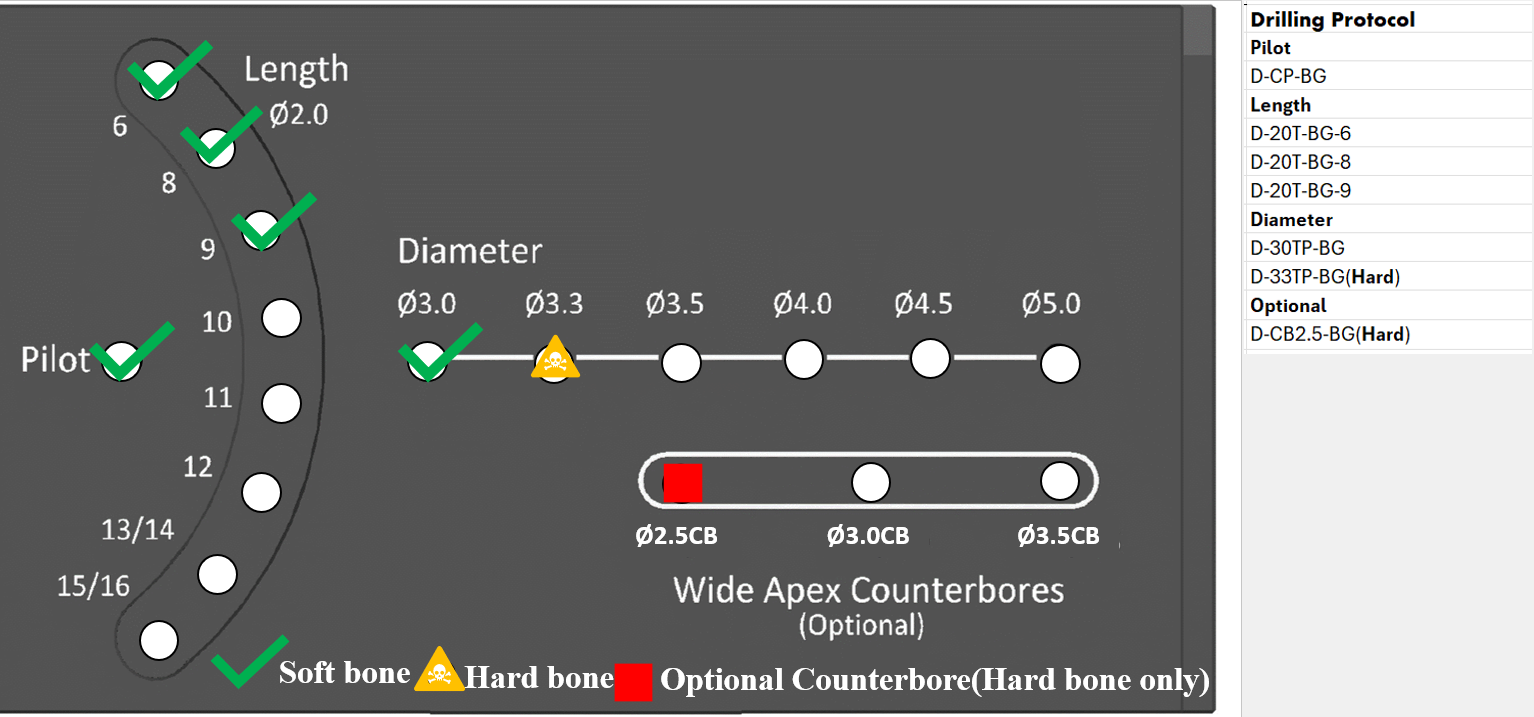 Length
Ø2.0
6
8
9
10
11
12
13/14
15/16
Pilot
Diameter
Ø3.0 Ø3.3 Ø3.5 Ø4.0 Ø4.5 Ø5.0
Ø2.5CB Ø3.0CB Ø3.5CB
Wide Apex Counterbores
(Optional)
Soft bone Hard bone Optional Counterbore(Hard bone only)
Drilling Protocol
Pilot
D-CP-BG
Length
D-20T-BG-6
D-20T-BG-8
D-20T-BG-9
Diameter
D-30TP-BG
D-33TP-BG(Hard)
Optional
D-CB2.5-BG(Hard)